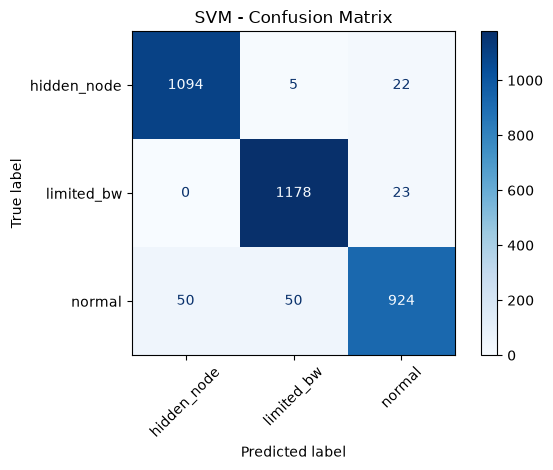 SVM - Confusion Matrix
hidden_node
1094 5 22
limited_bw
0 1178 23
normal
50 50 924
hidden_node
limited_bw
normal
True label
Predicted label
1000
800
600
400
200
0